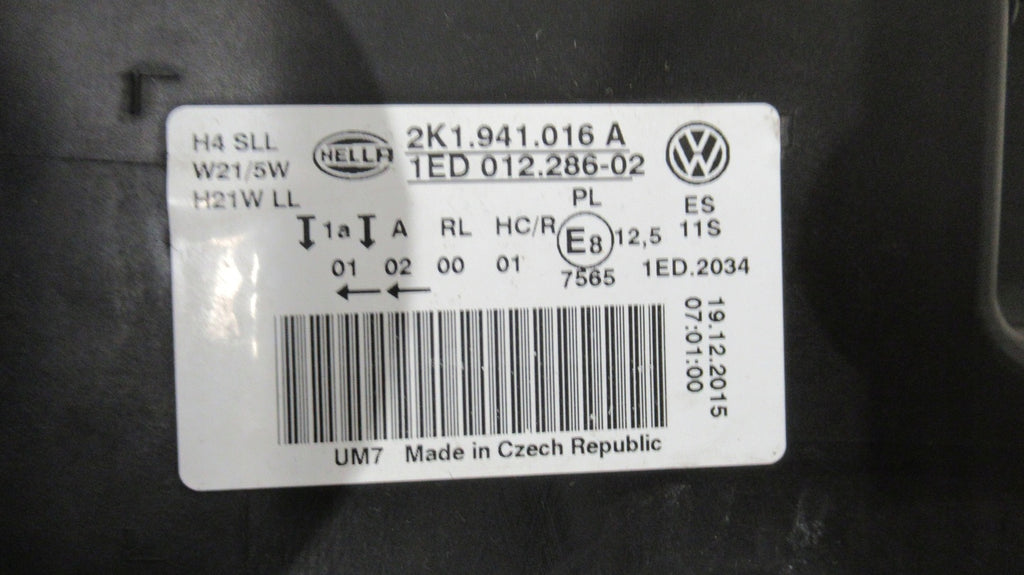 H4 SLL
W21/5W
H21W LL
HELLA
2K1.941.016 A
1ED 012.286-02
VW
PL
ES
11S
1a A RL HC/R E8 12,5
01 02 00 01 7565 1ED.2034
19.12.2015
07:01:00
UM7 Made in Czech Republic